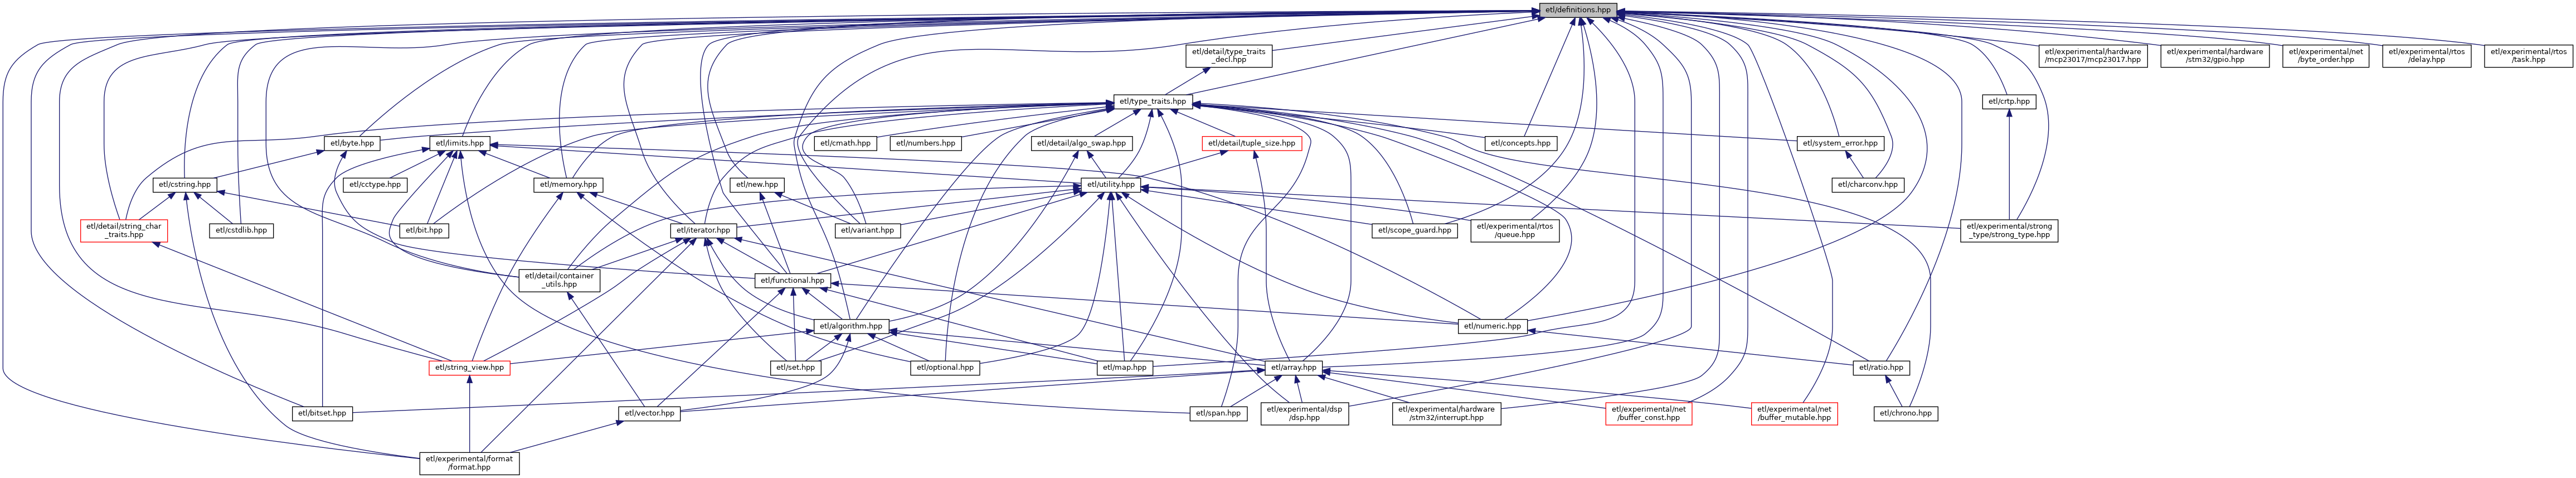 etl/definitions.hpp
etl/detail/type_traits
_decl.hpp
etl/experimental/hardware
/mcp23017/mcp23017.hpp
etl/experimental/hardware
/stm32/gpio.hpp
etl/experimental/net
/byte_order.hpp
etl/experimental/rtos
/delay.hpp
etl/experimental/rtos
/task.hpp
etl/type_traits.hpp
etl/crtp.hpp
etl/byte.hpp
etl/limits.hpp
etl/cmath.hpp
etl/numbers.hpp
etl/detail/algo_swap.hpp
etl/detail/tuple_size.hpp
etl/concepts.hpp
etl/system_error.hpp
etl/cstring.hpp
etl/cctype.hpp
etl/memory.hpp
etl/new.hpp
etl/utility.hpp
etl/charconv.hpp
etl/detail/string_char
_traits.hpp
etl/cstdlib.hpp
etl/bit.hpp
etl/iterator.hpp
etl/variant.hpp
etl/scope_guard.hpp
etl/experimental/rtos
/queue.hpp
etl/experimental/strong
_type/strong_type.hpp
etl/detail/container
_utils.hpp
etl/functional.hpp
etl/algorithm.hpp
etl/numeric.hpp
etl/string_view.hpp
etl/set.hpp
etl/optional.hpp
etl/map.hpp
etl/array.hpp
etl/ratio.hpp
etl/bitset.hpp
etl/vector.hpp
etl/span.hpp
etl/experimental/dsp
/dsp.hpp
etl/experimental/hardware
/stm32/interrupt.hpp
etl/experimental/net
/buffer_const.hpp
etl/experimental/net
/buffer_mutable.hpp
etl/chrono.hpp
etl/experimental/format
/format.hpp